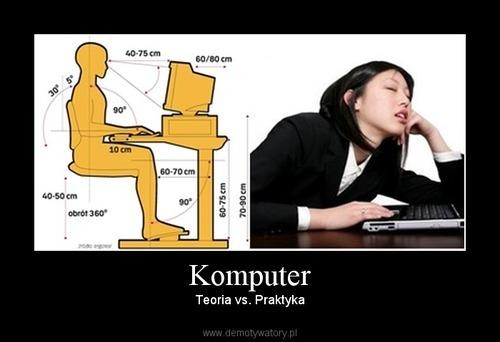 40-75 cm
60/80 cm
30°
5°
90°
10 cm
60-70 cm
40-50 cm
obrót 360°
90°
60-75 cm
70-90 cm
Komputer
Teoria vs. Praktyka
www.demotywatory.pl